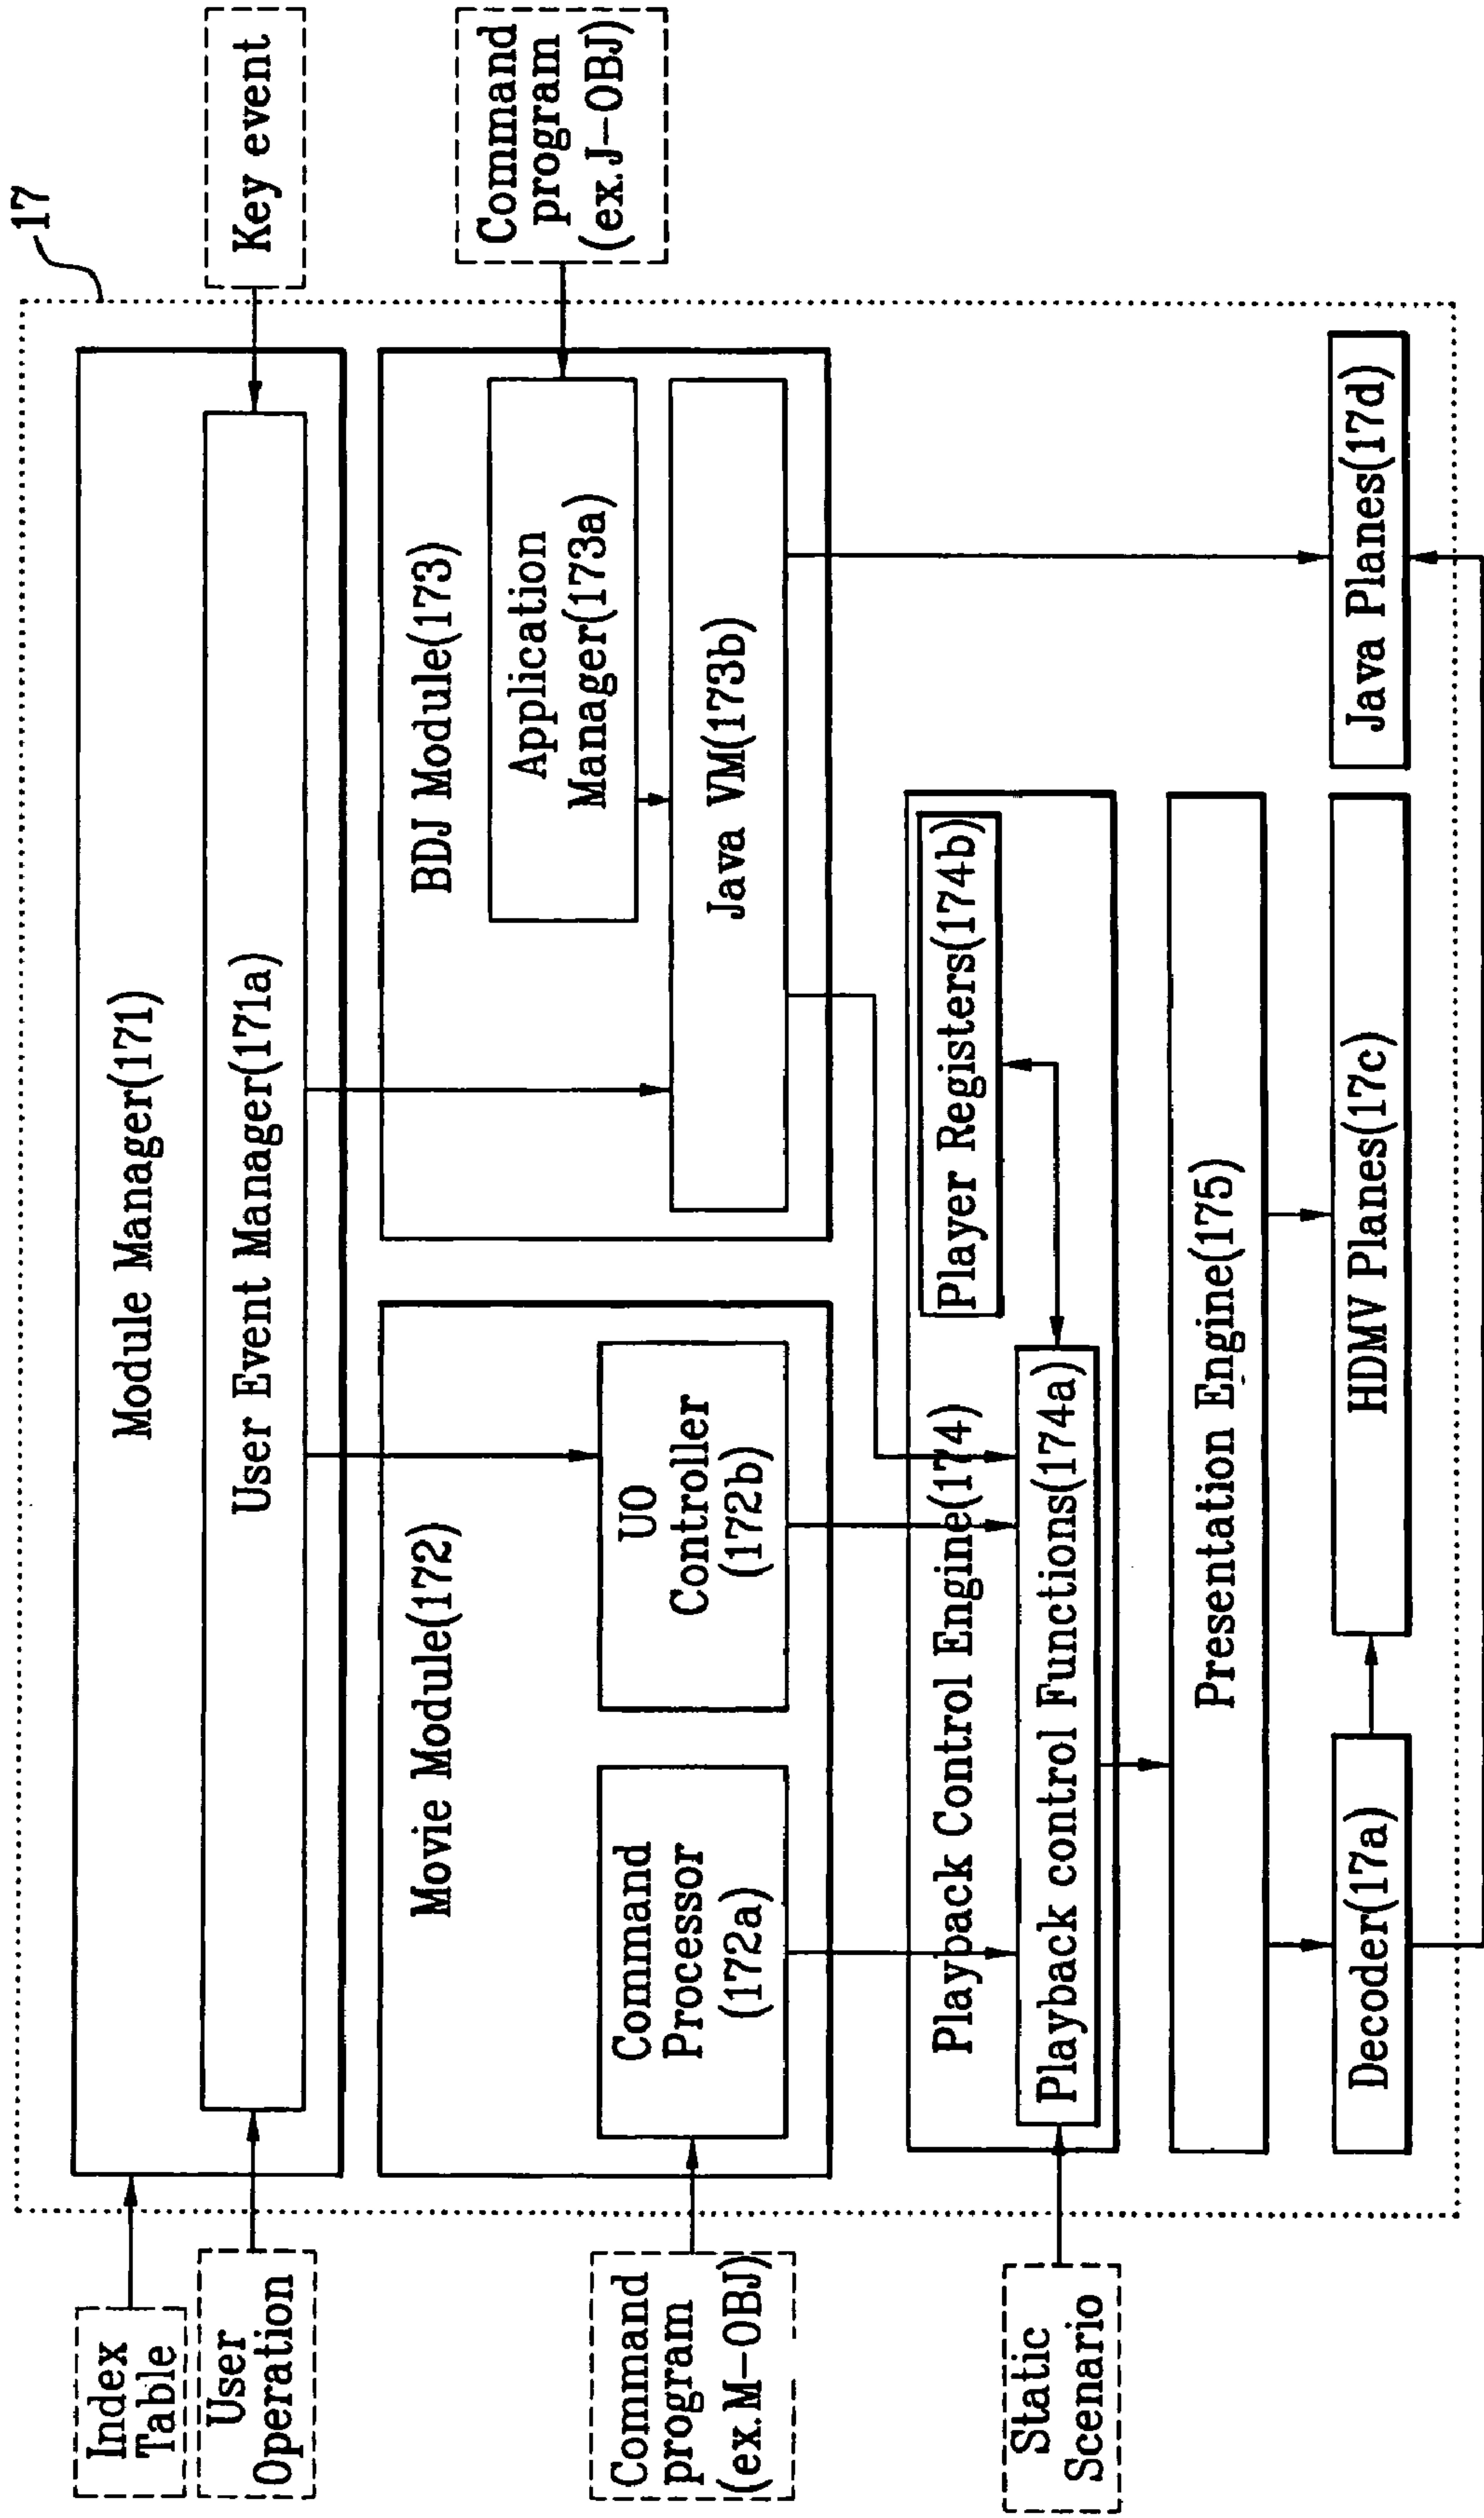 17
Index
Table
User
Operation
Key event
Module Manager(171)
User Event Manager(171a)
Command
program
(ex.M-OBJ)
Command
program
(ex.J-OBJ)
Movie Module(172)
Command
Processor
(172a)
UO
Controller
(172b)
BDJ Module(173)
Application
Manager(173a)
Java VM(173b)
Static
Scenario
Playback Control Engine(174)
Playback control Functions(174a)
Player Registers(174b)
Presentation Engine(175)
Decoder(17a)
HDMV Planes(17c)
Java Planes(17d)